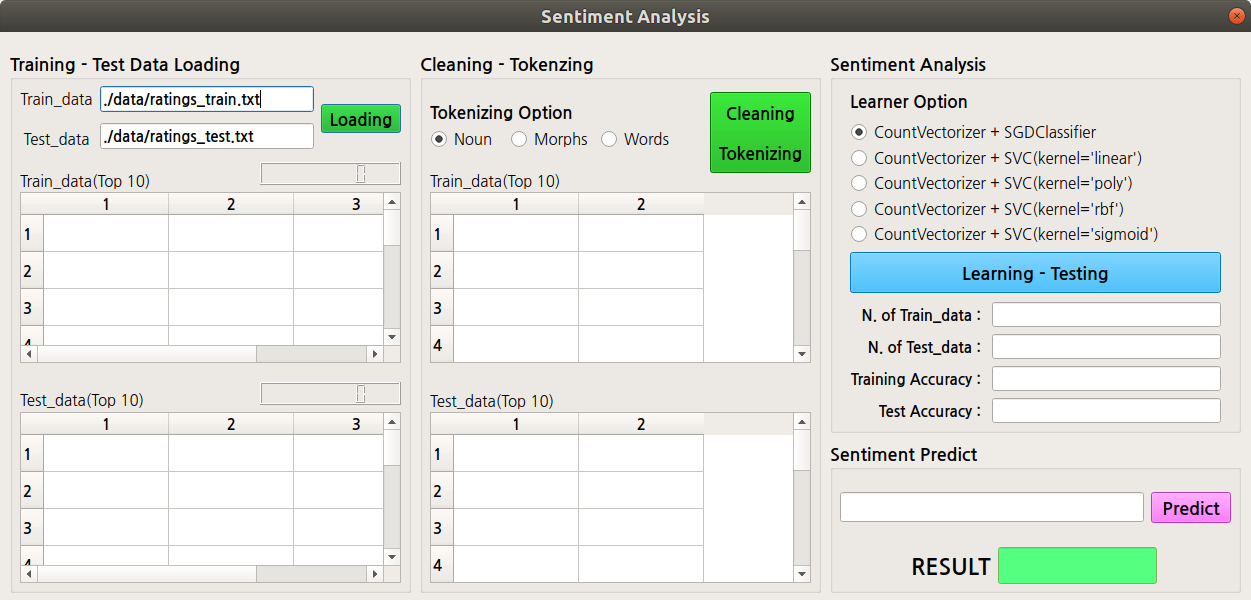 Sentiment Analysis
Training - Test Data Loading
Train_data ./data/ratings_train.txt
Loading
Test_data ./data/ratings_test.txt
Train_data(Top 10)
1 2 3
1
2
3
4
Test_data(Top 10)
1 2 3
1
2
3
4
Cleaning - Tokenzing
Tokenizing Option
Noun Morphs Words
Cleaning
Tokenizing
Train_data(Top 10)
1 2
1
2
3
4
Test_data(Top 10)
1 2
1
2
3
4
Sentiment Analysis
Learner Option
CountVectorizer + SGDClassifier
CountVectorizer + SVC(kernel='linear')
CountVectorizer + SVC(kernel='poly')
CountVectorizer + SVC(kernel='rbf')
CountVectorizer + SVC(kernel='sigmoid')
Learning - Testing
N. of Train_data :
N. of Test_data :
Training Accuracy :
Test Accuracy :
Sentiment Predict
Predict
RESULT